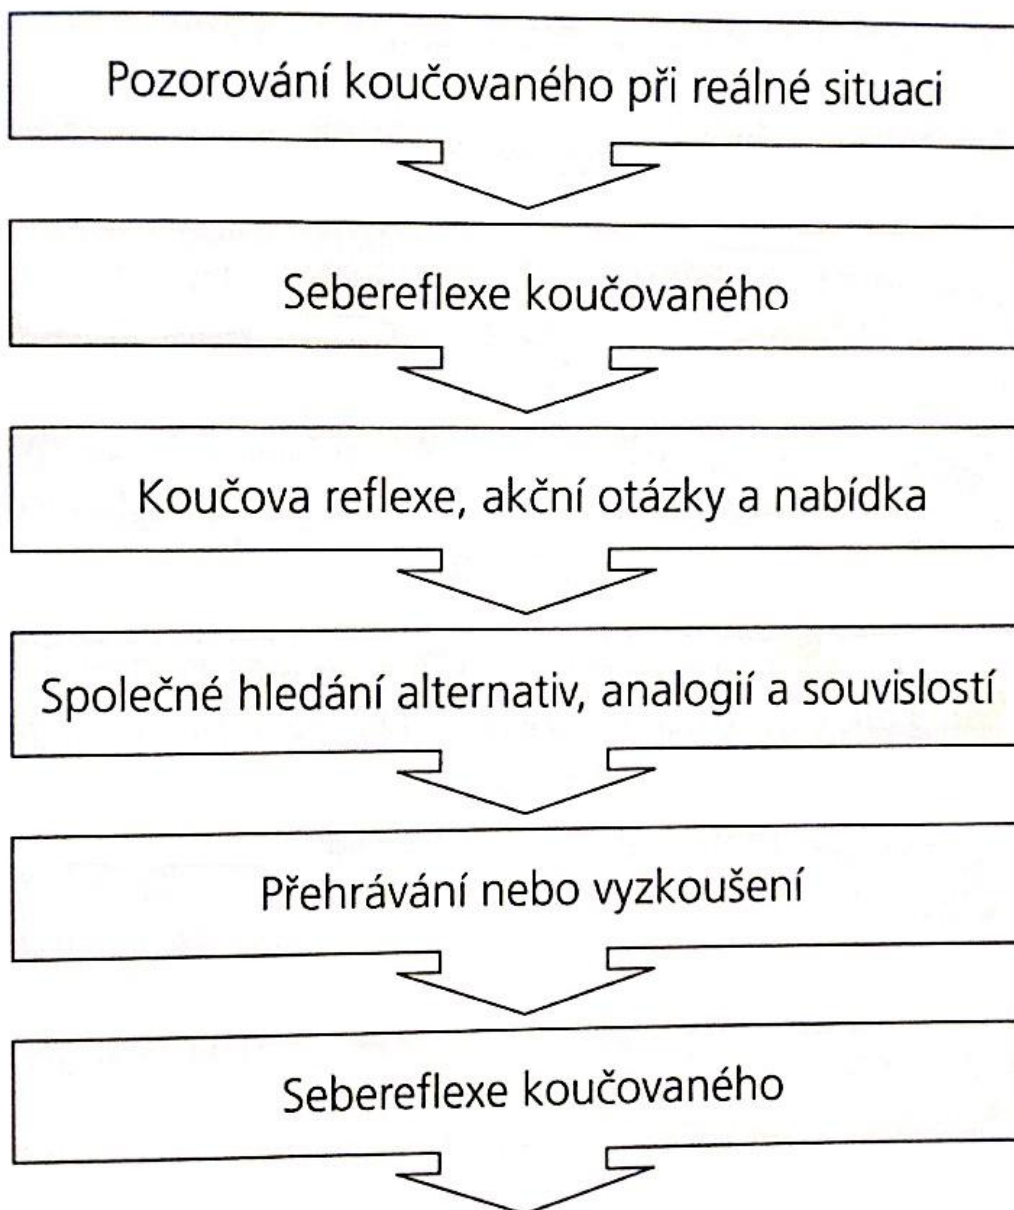 Pozorování koučovaného při reálné situaci
Sebereflexe koučovaného
Koučova reflexe, akční otázky a nabídka
Společné hledání alternativ, analogií a souvislostí
Přehrávání nebo vyzkoušení
Sebereflexe koučovaného